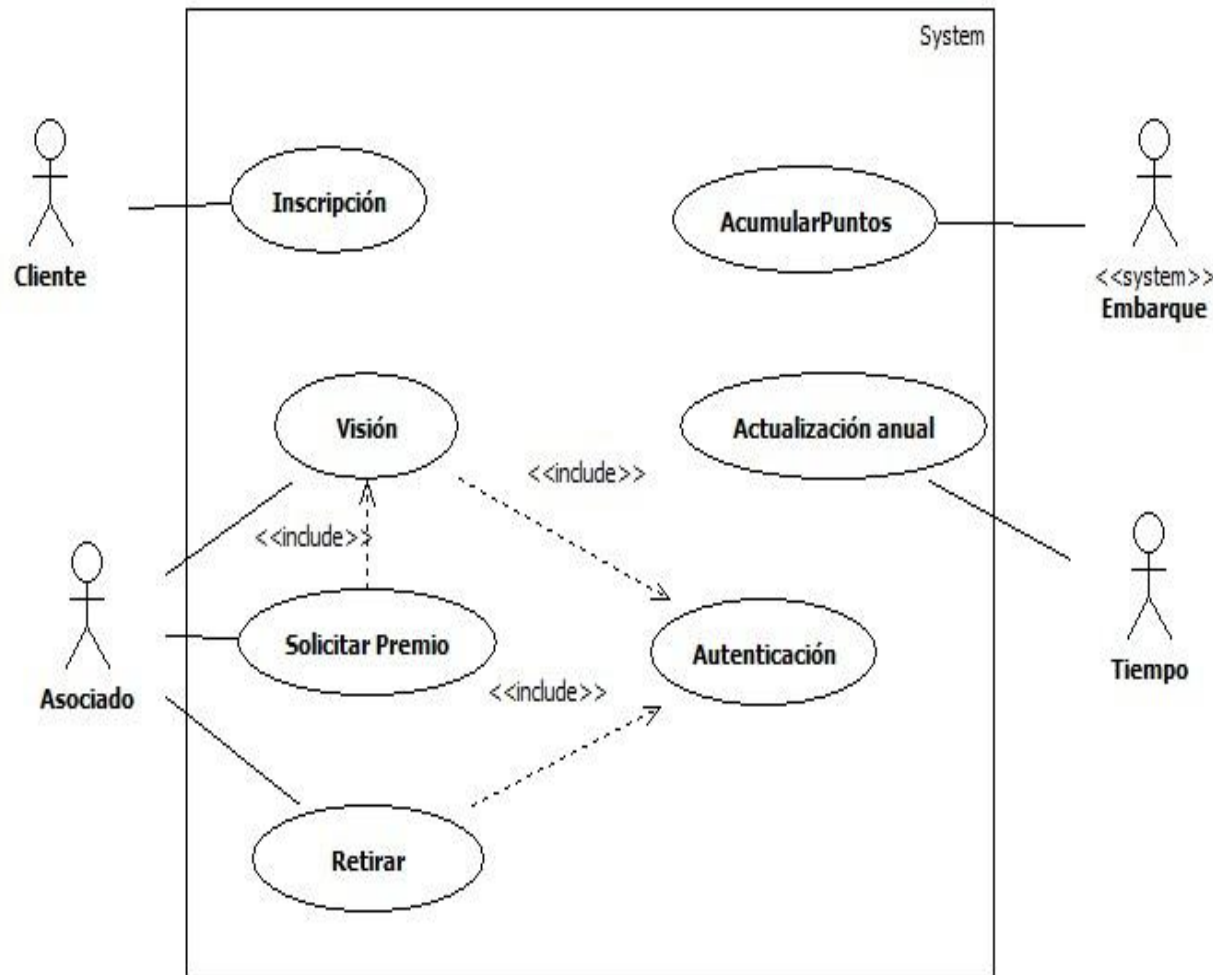 System
Inscripción
AcumularPuntos
Cliente
<<system>>
Embarque
Visión
Actualización anual
<<include>>
<<include>>
Solicitar Premio
Autenticación
Asociado
Tiempo
<<include>>
Retirar